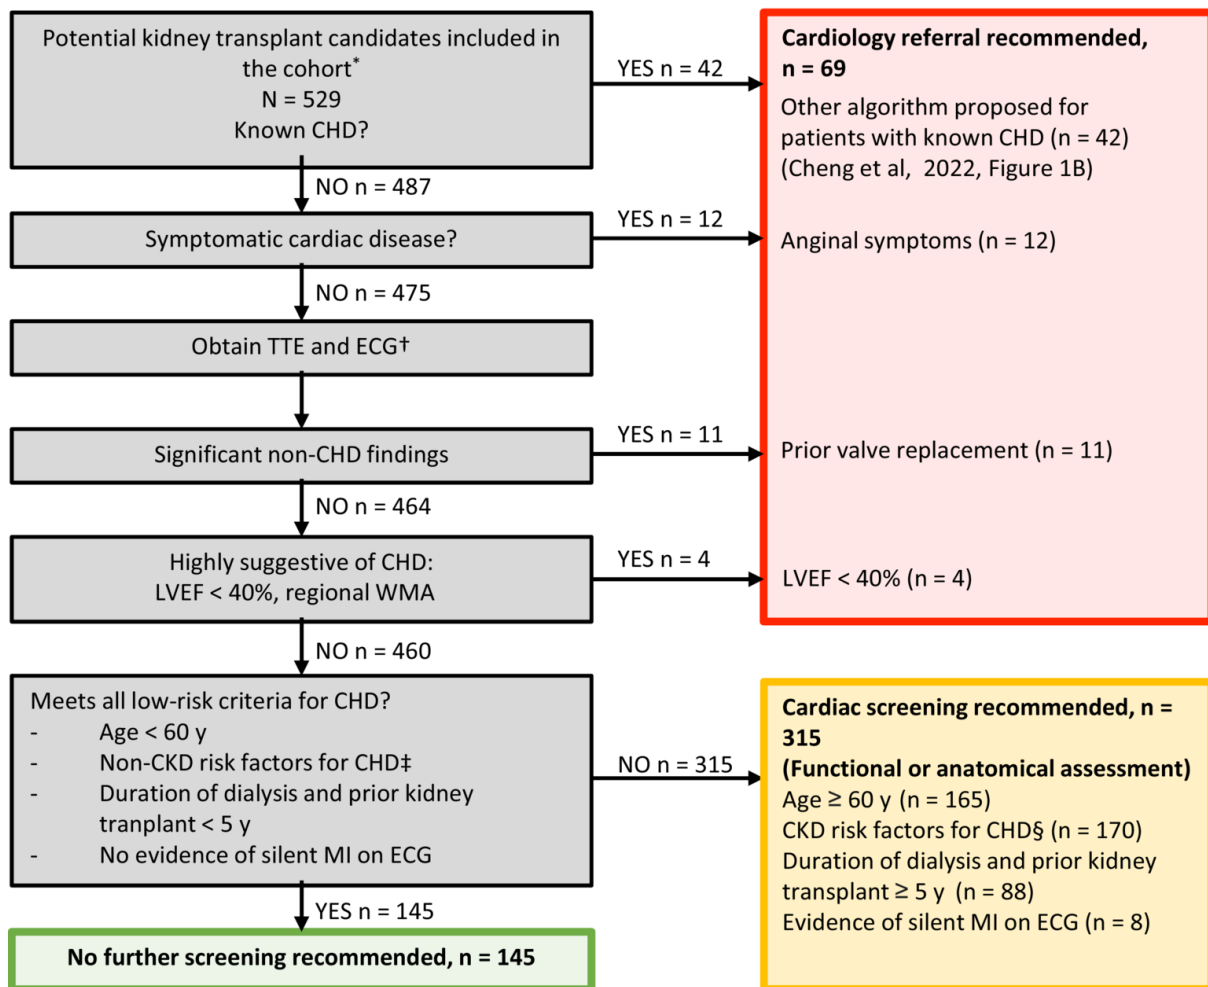 Potential kidney transplant candidates included in
the cohort*
N = 529
Known CHD?
YES n = 42
Cardiology referral recommended,
n = 69
Other algorithm proposed for
patients with known CHD (n = 42)
(Cheng et al, 2022, Figure 1B)
NO n = 487
Symptomatic cardiac disease?
YES n = 12
Anginal symptoms (n = 12)
NO n = 475
Obtain TTE and ECG†
Significant non-CHD findings
YES n = 11
Prior valve replacement (n = 11)
NO n = 464
Highly suggestive of CHD:
LVEF < 40%, regional WMA
YES n = 4
LVEF < 40% (n = 4)
NO n = 460
Meets all low-risk criteria for CHD?
- Age < 60 y
- Non-CKD risk factors for CHD‡
- Duration of dialysis and prior kidney
tranplant < 5 y
- No evidence of silent MI on ECG
NO n = 315
Cardiac screening recommended, n =
315
(Functional or anatomical assessment)
Age ≥ 60 y (n = 165)
CKD risk factors for CHD§ (n = 170)
Duration of dialysis and prior kidney
transplant ≥ 5 y (n = 88)
Evidence of silent MI on ECG (n = 8)
YES n = 145
No further screening recommended, n = 145